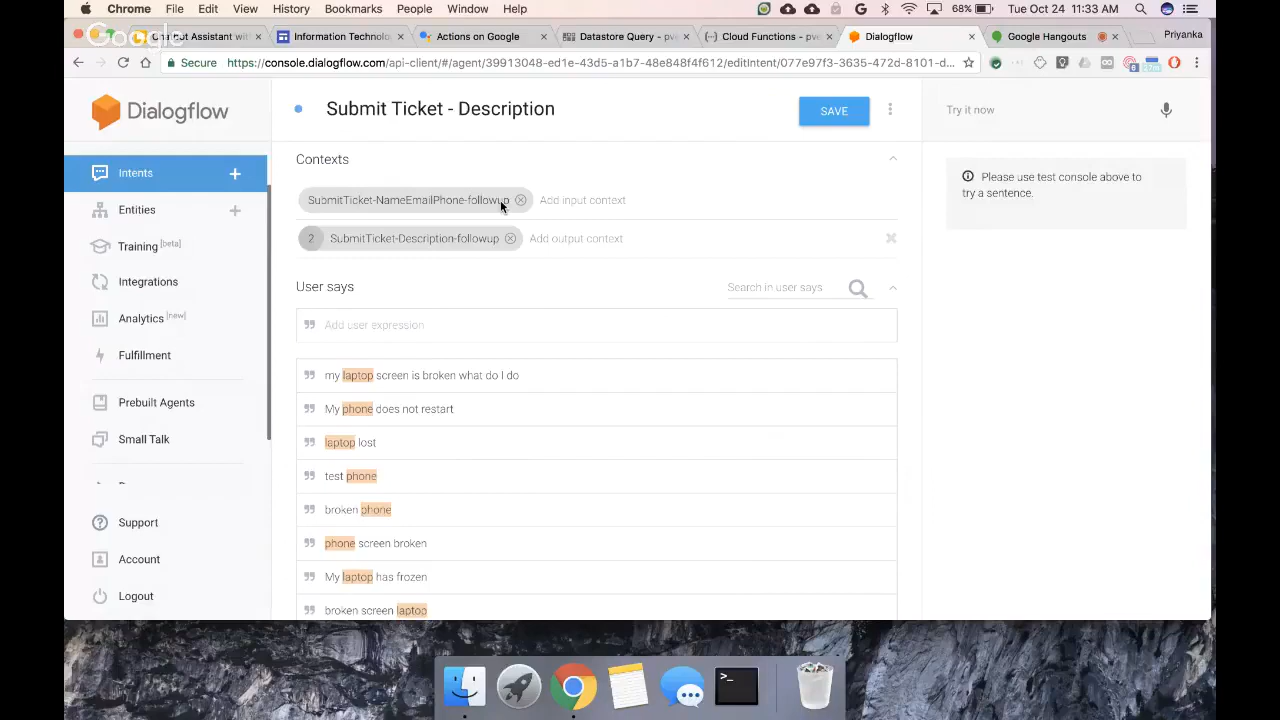 Chrome File Edit View History Bookmarks People Window Help 68% Tue Oct 24 11:33 AM
Google
Assistant with Information Technolo Actions on Google Datastore Query - pve Cloud Functions - pve Dialogflow Google Hangouts Priyanka
Secure https://console.dialogflow.com/api-client/#/agent/39913048-ed1e-43d5-a1b7-48e848f4f612/editIntent/077e97f3-3635-472d-8101-d...
Dialogflow
Submit Ticket - Description
SAVE
Try it now
Please use test console above to
try a sentence.
Intents
Entities
Training [beta]
Integrations
Analytics [new]
Fulfillment
Prebuilt Agents
Small Talk
Support
Account
Logout
Contexts
SubmitTicket-NameEmailPhone-followup Add input context
2 SubmitTicket-Description-followup Add output context
User says
Search in user says
Add user expression
my laptop screen is broken what do I do
My phone does not restart
laptop lost
test phone
broken phone
phone screen broken
My laptop has frozen
broken screen laptop